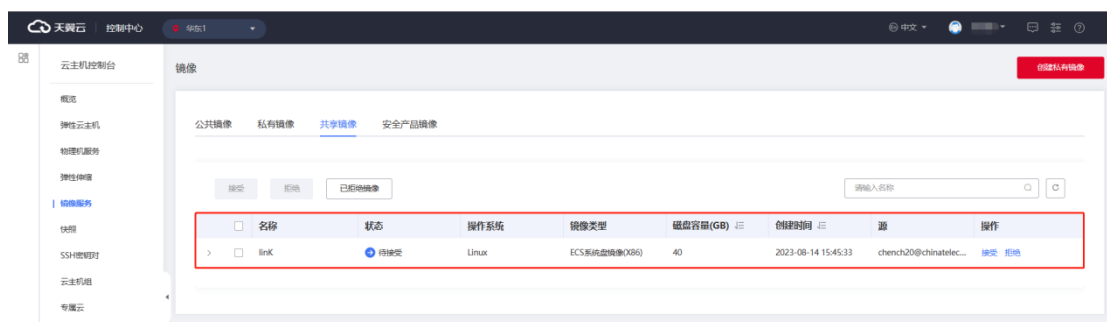 天翼云 控制中心 华东1 中文
云主机控制台
镜像
创建私有镜像
概览
弹性云主机
物理机服务
弹性伸缩
镜像服务
快照
SSH密钥对
云主机组
专属云
公共镜像 私有镜像 共享镜像 安全产品镜像
接受 拒绝 已拒绝镜像 请输入名称
名称 状态 操作系统 镜像类型 磁盘容量(GB) 创建时间 源 操作
linK 待接受 Linux ECS系统盘镜像(X86) 40 2023-08-14 15:45:33 chench20@chinatelec... 接受 拒绝